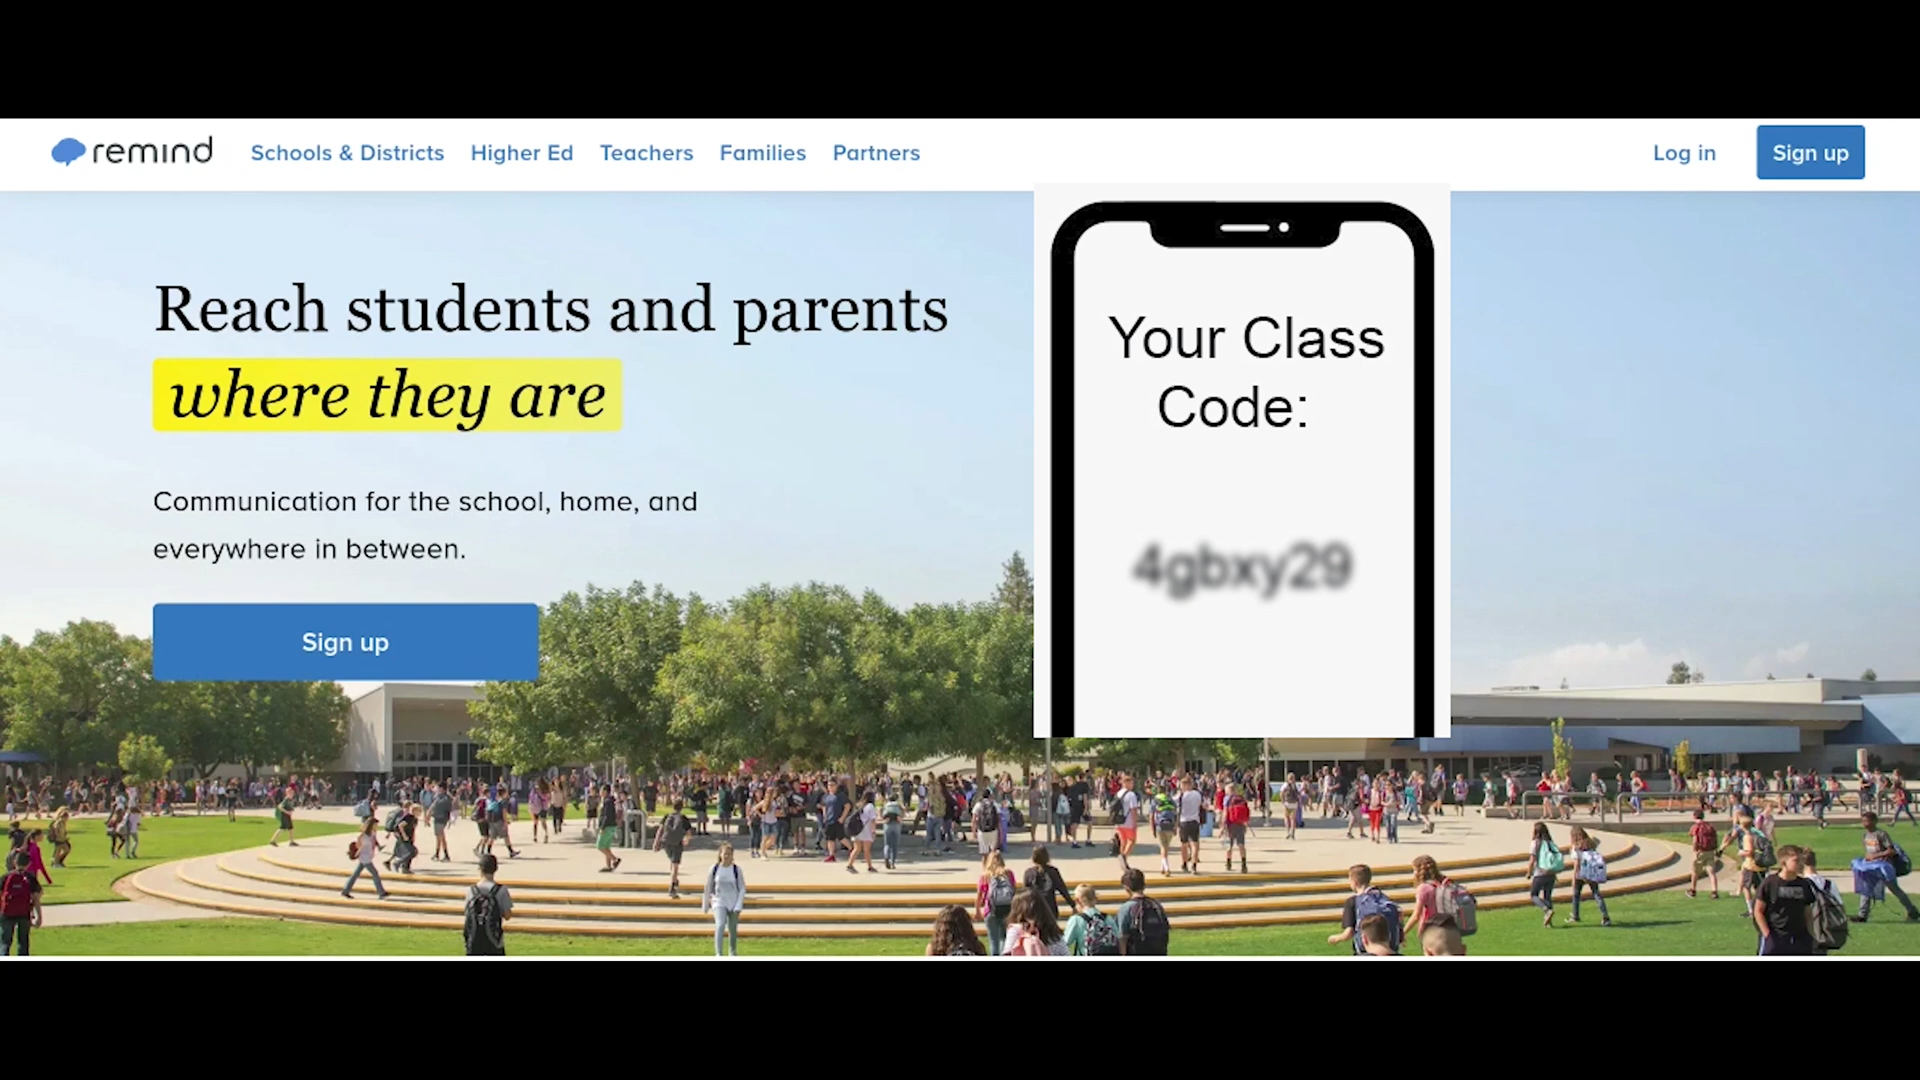 remind
Schools & Districts Higher Ed Teachers Families Partners
Log in
Sign up
Reach students and parents
where they are
Communication for the school, home, and
everywhere in between.
Sign up
Your Class
Code:
4gbxy29